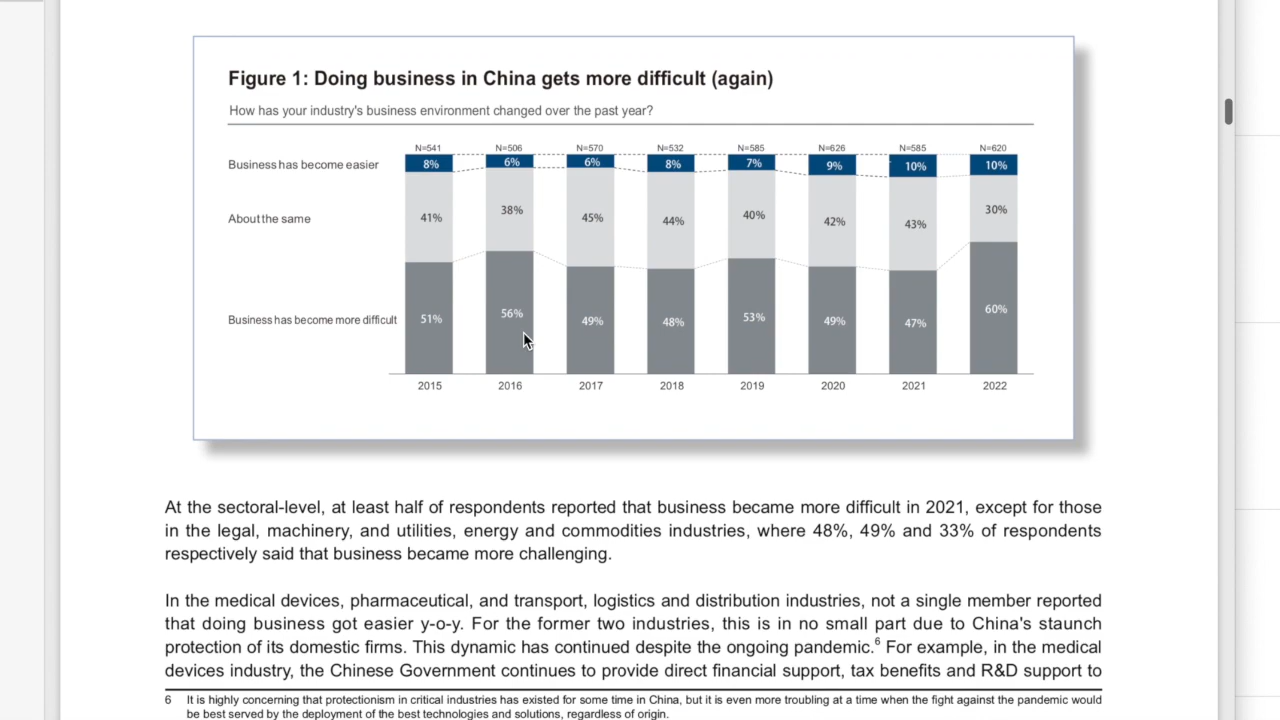 Figure 1: Doing business in China gets more difficult (again)
How has your industry's business environment changed over the past year?
N=541 N=506 N=570 N=532 N=585 N=626 N=585 N=620
Business has become easier 8% 6% 6% 8% 7% 9% 10% 10%
About the same 41% 38% 45% 44% 40% 42% 43% 30%
Business has become more difficult 51% 56% 49% 48% 53% 49% 47% 60%
2015 2016 2017 2018 2019 2020 2021 2022
At the sectoral-level, at least half of respondents reported that business became more difficult in 2021, except for those
in the legal, machinery, and utilities, energy and commodities industries, where 48%, 49% and 33% of respondents
respectively said that business became more challenging.
In the medical devices, pharmaceutical, and transport, logistics and distribution industries, not a single member reported
that doing business got easier y-o-y. For the former two industries, this is in no small part due to China's staunch
protection of its domestic firms. This dynamic has continued despite the ongoing pandemic.6 For example, in the medical
devices industry, the Chinese Government continues to provide direct financial support, tax benefits and R&D support to
6 It is highly concerning that protectionism in critical industries has existed for some time in China, but it is even more troubling at a time when the fight against the pandemic would
be best served by the deployment of the best technologies and solutions, regardless of origin.